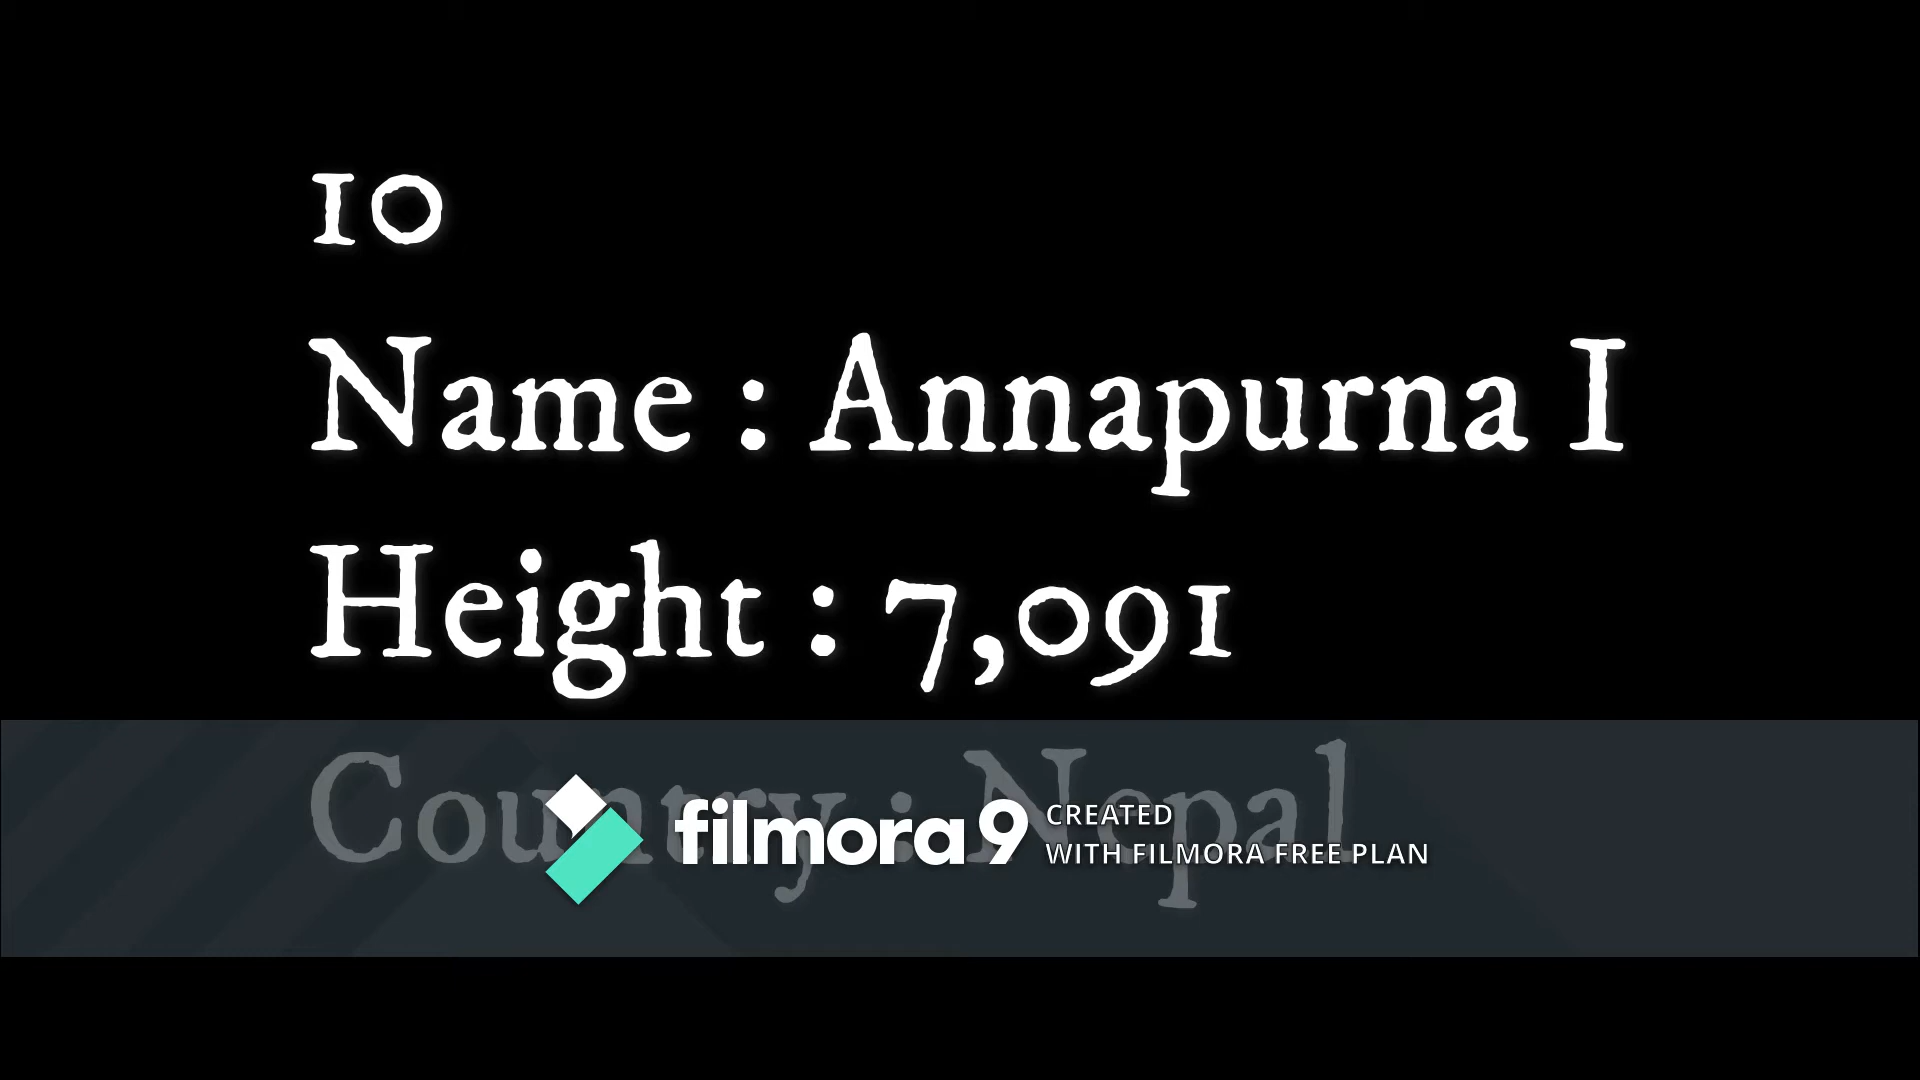 10
Name : Annapurna I
Height : 7,091
Country : Nepal
filmora9
CREATED
WITH FILMORA FREE PLAN